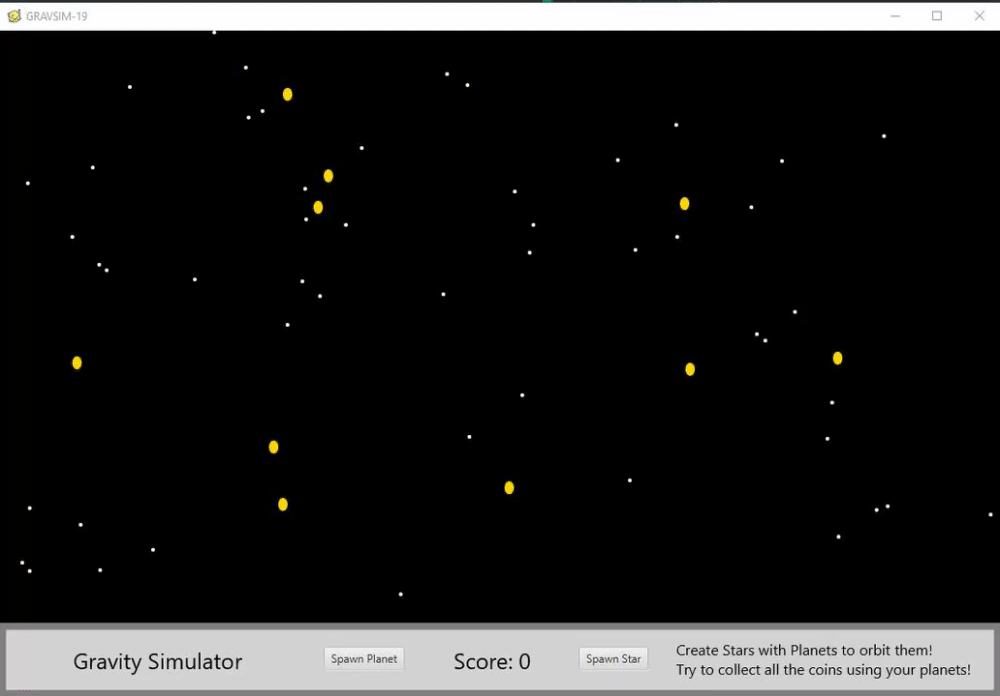 GRAVSIM-19
Gravity Simulator
Spawn Planet
Score: 0
Spawn Star
Create Stars with Planets to orbit them!
Try to collect all the coins using your planets!